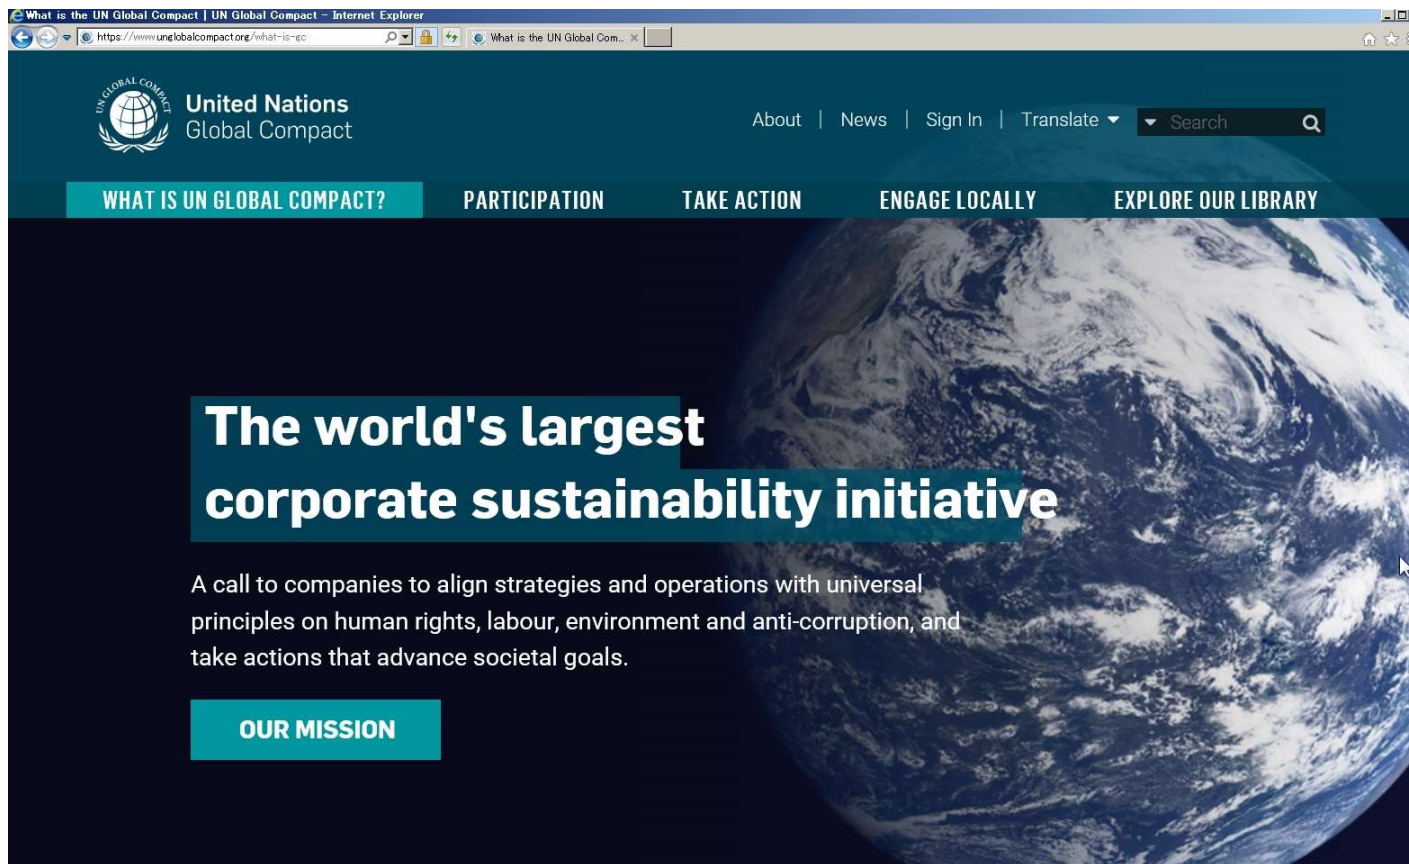 What is the UN Global Compact | UN Global Compact - Internet Explorer
https://www.unglobalcompact.org/what-is-gc
What is the UN Global Com...
UN GLOBAL COMPACT
United Nations
Global Compact
About | News | Sign In | Translate Search
WHAT IS UN GLOBAL COMPACT? PARTICIPATION TAKE ACTION ENGAGE LOCALLY EXPLORE OUR LIBRARY
The world's largest
corporate sustainability initiative
A call to companies to align strategies and operations with universal
principles on human rights, labour, environment and anti-corruption, and
take actions that advance societal goals.
OUR MISSION